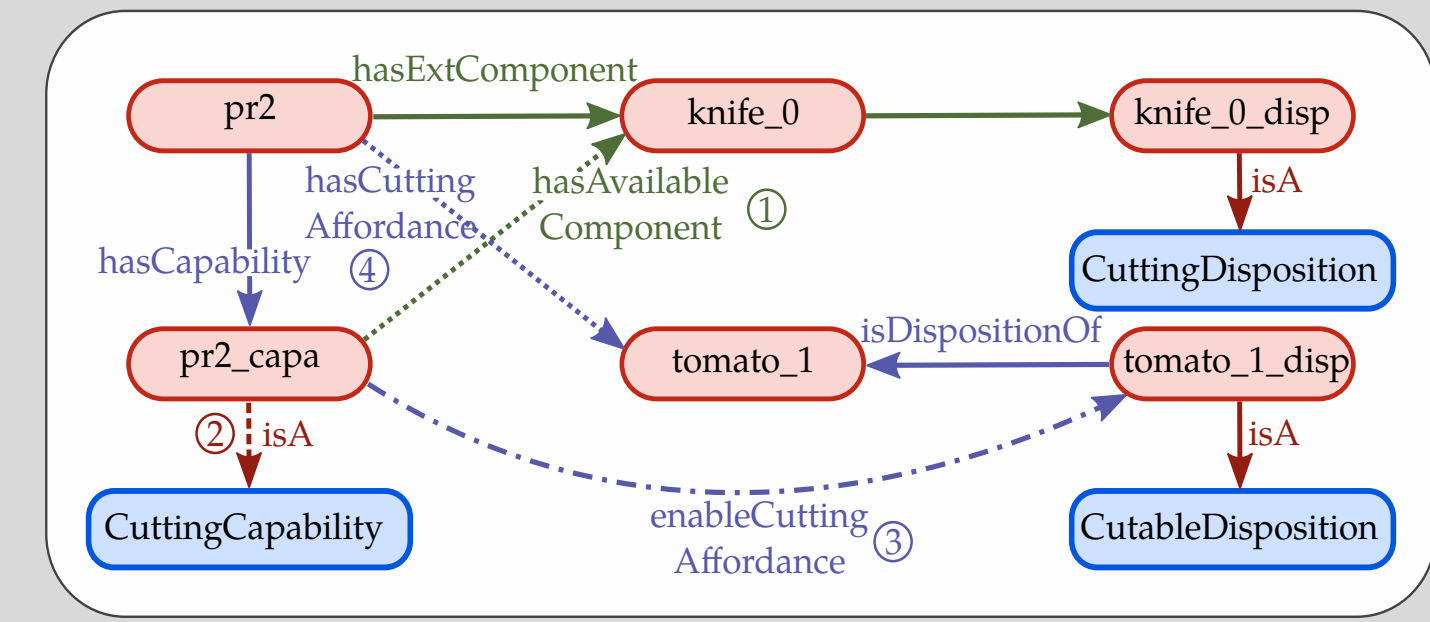 hasExtComponent
pr2
knife_0
knife_0_disp
hasCutting
Affordance
④
hasAvailable
Component
①
isA
hasCapability
CuttingDisposition
isDispositionOf
pr2_capa
tomato_1
tomato_1_disp
② isA
isA
CuttingCapability
enableCutting
Affordance
③
CutableDisposition